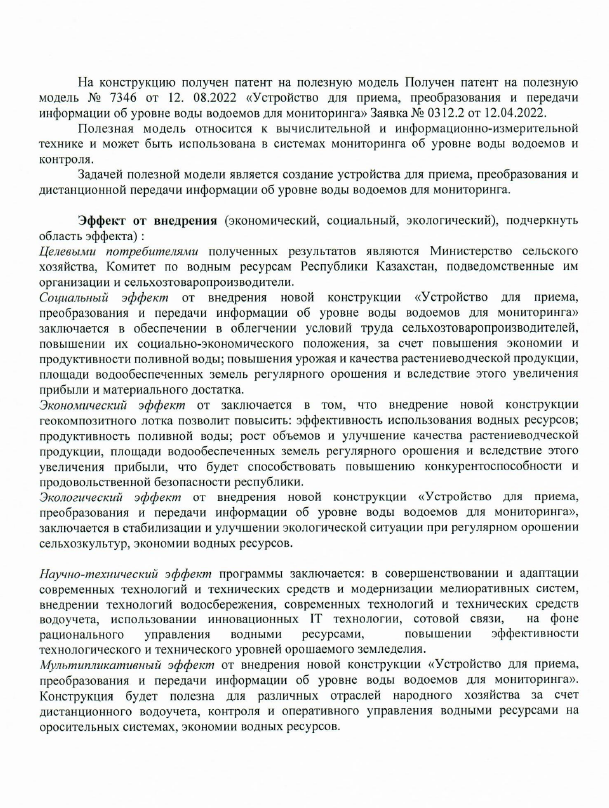 На конструкцию получен патент на полезную модель Получен патент на полезную
модель № 7346 от 12. 08.2022 «Устройство для приема, преобразования и передачи
информации об уровне воды водоемов для мониторинга» Заявка № 0312.2 от 12.04.2022.
Полезная модель относится к вычислительной и информационно-измерительной
технике и может быть использована в системах мониторинга об уровне воды водоемов и
контроля.
Задачей полезной модели является создание устройства для приема, преобразования и
дистанционной передачи информации об уровне воды водоемов для мониторинга.
Эффект от внедрения (экономический, социальный, экологический), подчеркнуть
область эффекта) :
Целевыми потребителями полученных результатов являются Министерство сельского
хозяйства, Комитет по водным ресурсам Республики Казахстан, подведомственные им
организации и сельхозтоваропроизводители.
Социальный эффект от внедрения новой конструкции «Устройство для приема,
преобразования и передачи информации об уровне воды водоемов для мониторинга»
заключается в обеспечении в облегчении условий труда сельхозтоваропроизводителей,
повышении их социально-экономического положения, за счет повышения экономии и
продуктивности поливной воды; повышения урожая и качества растениеводческой продукции,
площади водообеспеченных земель регулярного орошения и вследствие этого увеличения
прибыли и материального достатка.
Экономический эффект от заключается в том, что внедрение новой конструкции
геокомпозитного лотка позволит повысить: эффективность использования водных ресурсов;
продуктивность поливной воды; рост объемов и улучшение качества растениеводческой
продукции, площади водообеспеченных земель регулярного орошения и вследствие этого
увеличения прибыли, что будет способствовать повышению конкурентоспособности и
продовольственной безопасности республики.
Экологический эффект от внедрения новой конструкции «Устройство для приема,
преобразования и передачи информации об уровне воды водоемов для мониторинга»,
заключается в стабилизации и улучшении экологической ситуации при регулярном орошении
сельхозкультур, экономии водных ресурсов.
Научно-технический эффект программы заключается: в совершенствовании и адаптации
современных технологий и технических средств и модернизации мелиоративных систем,
внедрении технологий водосбережения, современных технологий и технических средств
водоучета, использовании инновационных IT технологии, сотовой связи, на фоне
рационального управления водными ресурсами, повышении эффективности
технологического и технического уровней орошаемого земледелия.
Мультипликативный эффект от внедрения новой конструкции «Устройство для приема,
преобразования и передачи информации об уровне воды водоемов для мониторинга».
Конструкция будет полезна для различных отраслей народного хозяйства за счет
дистанционного водоучета, контроля и оперативного управления водными ресурсами на
оросительных системах, экономии водных ресурсов.